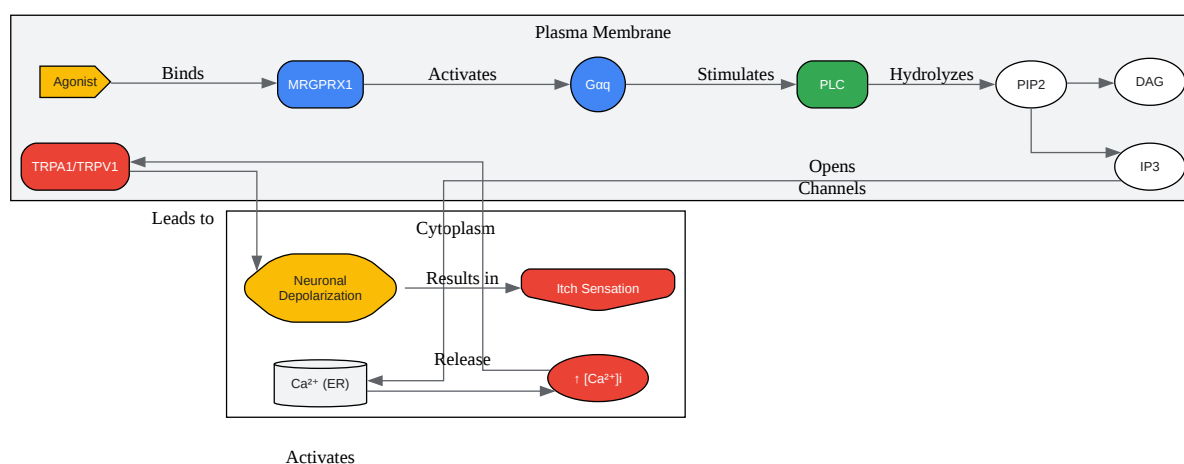 Plasma Membrane
Agonist
Binds
MRGPRX1
Activates
Gαq
Stimulates
PLC
Hydrolyzes
PIP2
DAG
TRPA1/TRPV1
Opens
Channels
IP3
Leads to
Cytoplasm
Neuronal
Depolarization
Results in
Itch Sensation
Ca²⁺ (ER)
Release
↑ [Ca²⁺]i
Activates